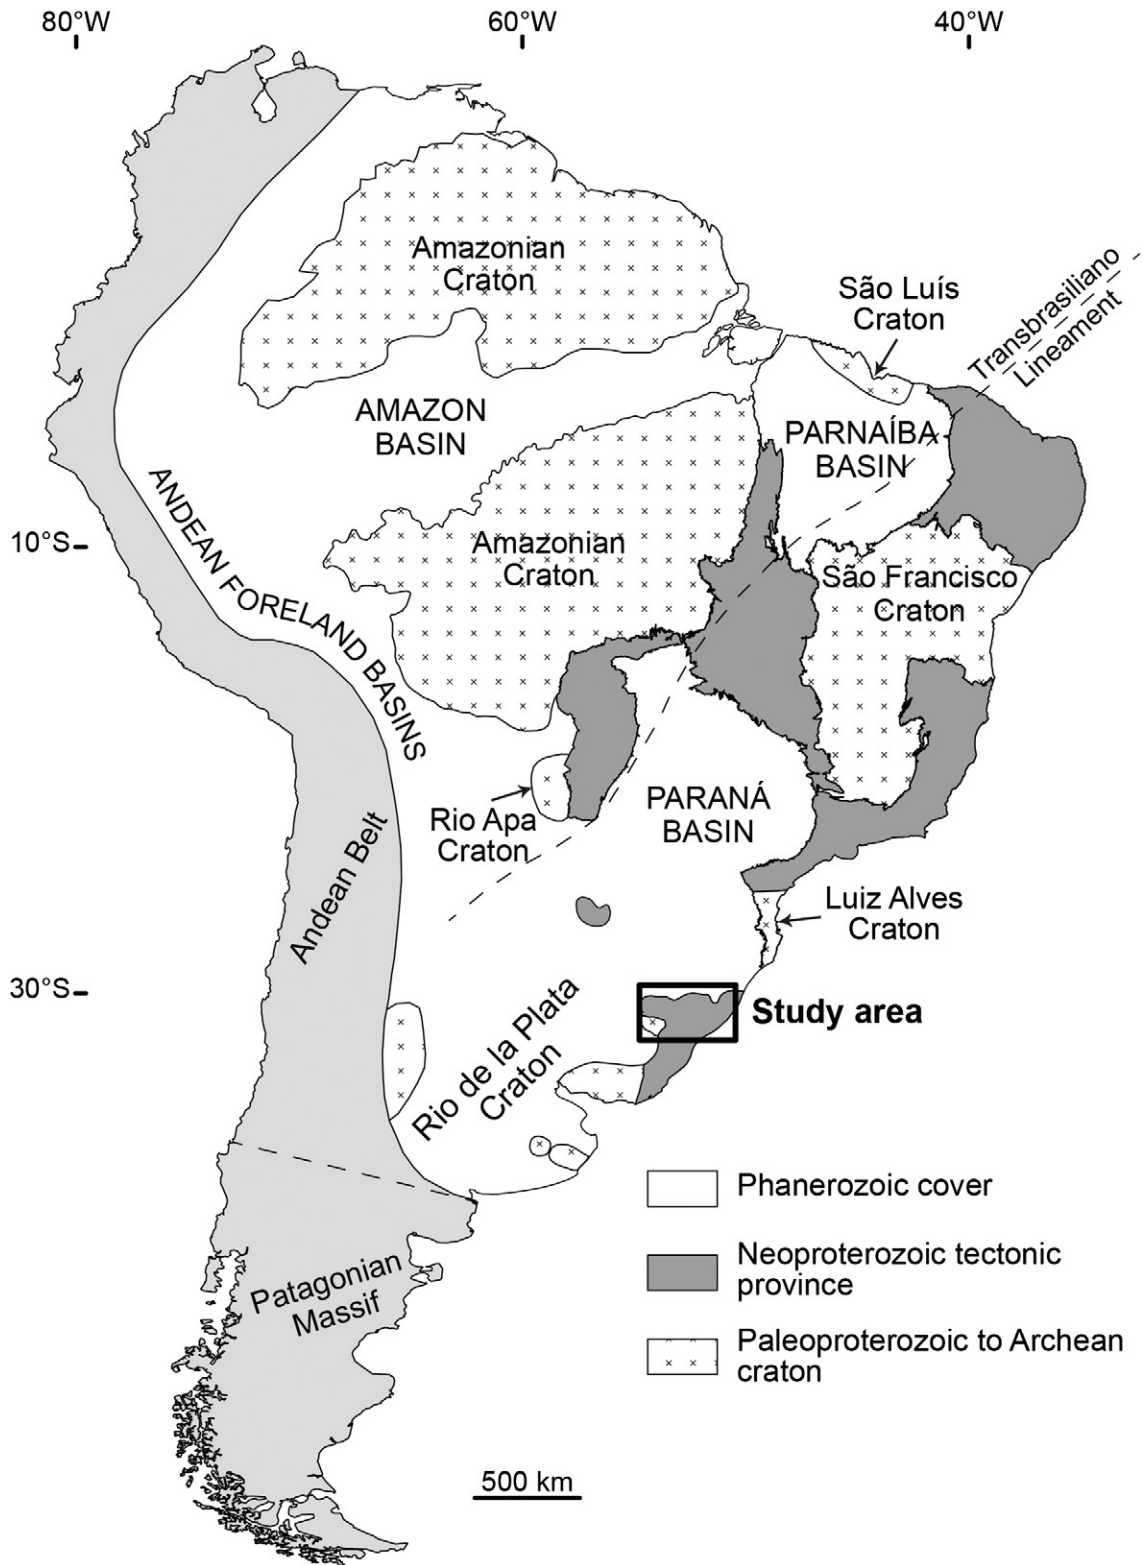 80°W
60°W
40°W
Amazonian
Craton
São Luís
Craton
Transbrasiliano
Lineament
AMAZON
BASIN
PARNAÍBA
BASIN
ANDEAN FORELAND BASINS
10°S
Amazonian
Craton
São Francisco
Craton
Rio Apa
Craton
PARANÁ
BASIN
Andean Belt
Luiz Alves
Craton
30°S
Rio de la Plata
Craton
Study area
Phanerozoic cover
Neoproterozoic tectonic
province
Paleoproterozoic to Archean
craton
Patagonian
Massif
500 km